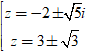 z = -2 ± √5i
z = 3 ± √3